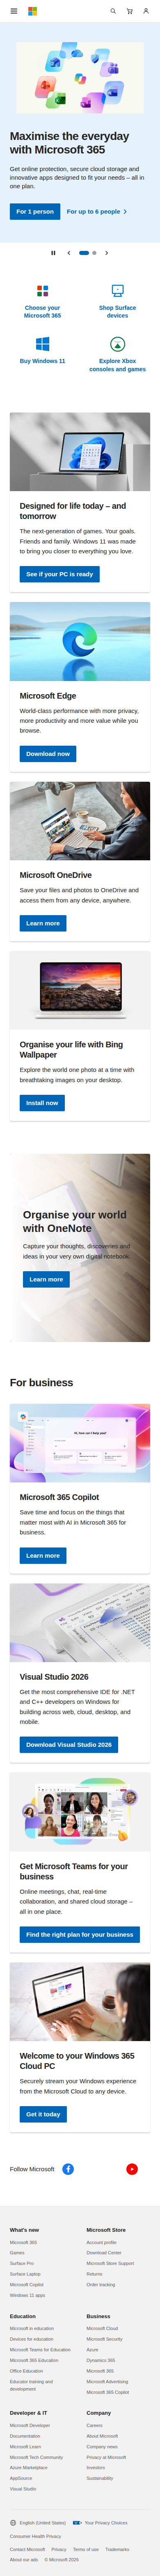 Maximise the everyday
with Microsoft 365
Get online protection, secure cloud storage and
innovative apps designed to fit your needs – all in
one plan.
For 1 person
For up to 6 people
Choose your
Microsoft 365
Shop Surface
devices
Buy Windows 11
Explore Xbox
consoles and games
Designed for life today – and
tomorrow
The next-generation of games. Your goals.
Friends and family. Windows 11 was made
to bring you closer to everything you love.
See if your PC is ready
Microsoft Edge
World-class performance with more privacy,
more productivity and more value while you
browse.
Download now
Microsoft OneDrive
Save your files and photos to OneDrive and
access them from any device, anywhere.
Learn more
Organise your life with Bing
Wallpaper
Explore the world one photo at a time with
breathtaking images on your desktop.
Install now
Organise your world
with OneNote
Capture your thoughts, discoveries and
ideas in your very own digital notebook.
Learn more
For business
Microsoft 365 Copilot
Save time and focus on the things that
matter most with AI in Microsoft 365 for
business.
Learn more
Visual Studio 2026
Get the most comprehensive IDE for .NET
and C++ developers on Windows for
building across web, cloud, desktop, and
mobile.
Download Visual Studio 2026
Get Microsoft Teams for your
business
Online meetings, chat, real-time
collaboration, and shared cloud storage –
all in one place.
Find the right plan for your business
Welcome to your Windows 365
Cloud PC
Securely stream your Windows experience
from the Microsoft Cloud to any device.
Get it today
Follow Microsoft
What's new
Microsoft 365
Games
Surface Pro
Surface Laptop
Microsoft Copilot
Windows 11 apps
Microsoft Store
Account profile
Download Center
Microsoft Store Support
Returns
Order tracking
Education
Microsoft in education
Devices for education
Microsoft Teams for Education
Microsoft 365 Education
Office Education
Educator training and
development
Business
Microsoft Cloud
Microsoft Security
Azure
Dynamics 365
Microsoft 365
Microsoft Advertising
Microsoft 365 Copilot
Developer & IT
Microsoft Developer
Documentation
Microsoft Learn
Microsoft Tech Community
Azure Marketplace
AppSource
Visual Studio
Company
Careers
About Microsoft
Company news
Privacy at Microsoft
Investors
Sustainability
English (United States)
Your Privacy Choices
Consumer Health Privacy
Contact Microsoft Privacy Terms of use Trademarks
About our ads © Microsoft 2026